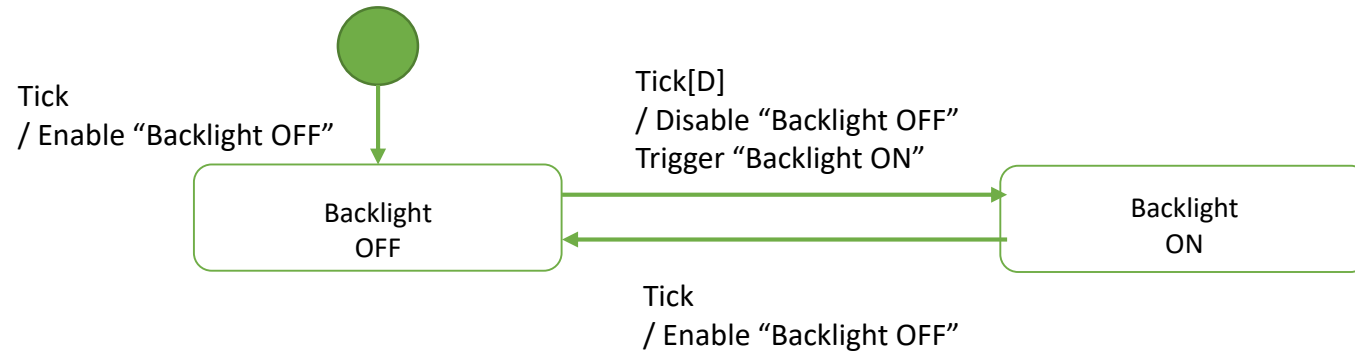 Tick
/ Enable “Backlight OFF”
Tick[D]
/ Disable “Backlight OFF”
Trigger “Backlight ON”
Backlight
OFF
Backlight
ON
Tick
/ Enable “Backlight OFF”